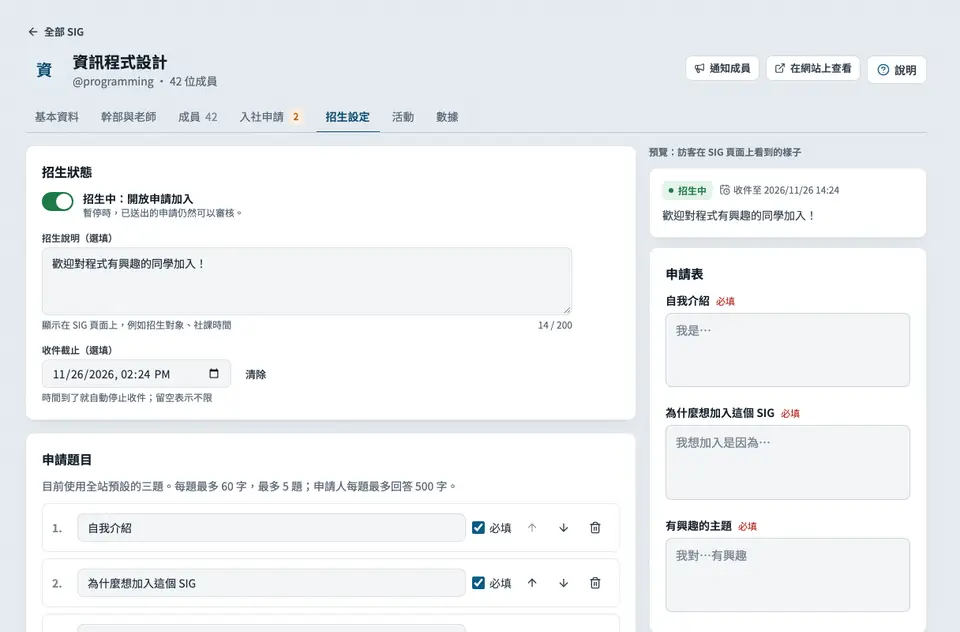 ← 全部 SIG
資
資訊程式設計
@programming · 42 位成員
通知成員
在網站上查看
說明
基本資料
幹部與老師
成員 42
入社申請 2
招生設定
活動
數據
招生狀態
招生中：開放申請加入
暫停時，已送出的申請仍然可以審核。
招生說明（選填）
歡迎對程式有興趣的同學加入！
顯示在 SIG 頁面上，例如招生對象、社課時間
14 / 200
收件截止（選填）
11/26/2026, 02:24 PM
清除
時間到了就自動停止收件；留空表示不限
申請題目
目前使用全站預設的三題。每題最多 60 字，最多 5 題；申請人每題最多回答 500 字。
1. 自我介紹 必填
2. 為什麼想加入這個 SIG 必填
預覽：訪客在 SIG 頁面上看到的樣子
招生中
收件至 2026/11/26 14:24
歡迎對程式有興趣的同學加入！
申請表
自我介紹 必填
我是…
為什麼想加入這個 SIG 必填
我想加入是因為…
有興趣的主題 必填
我對…有興趣